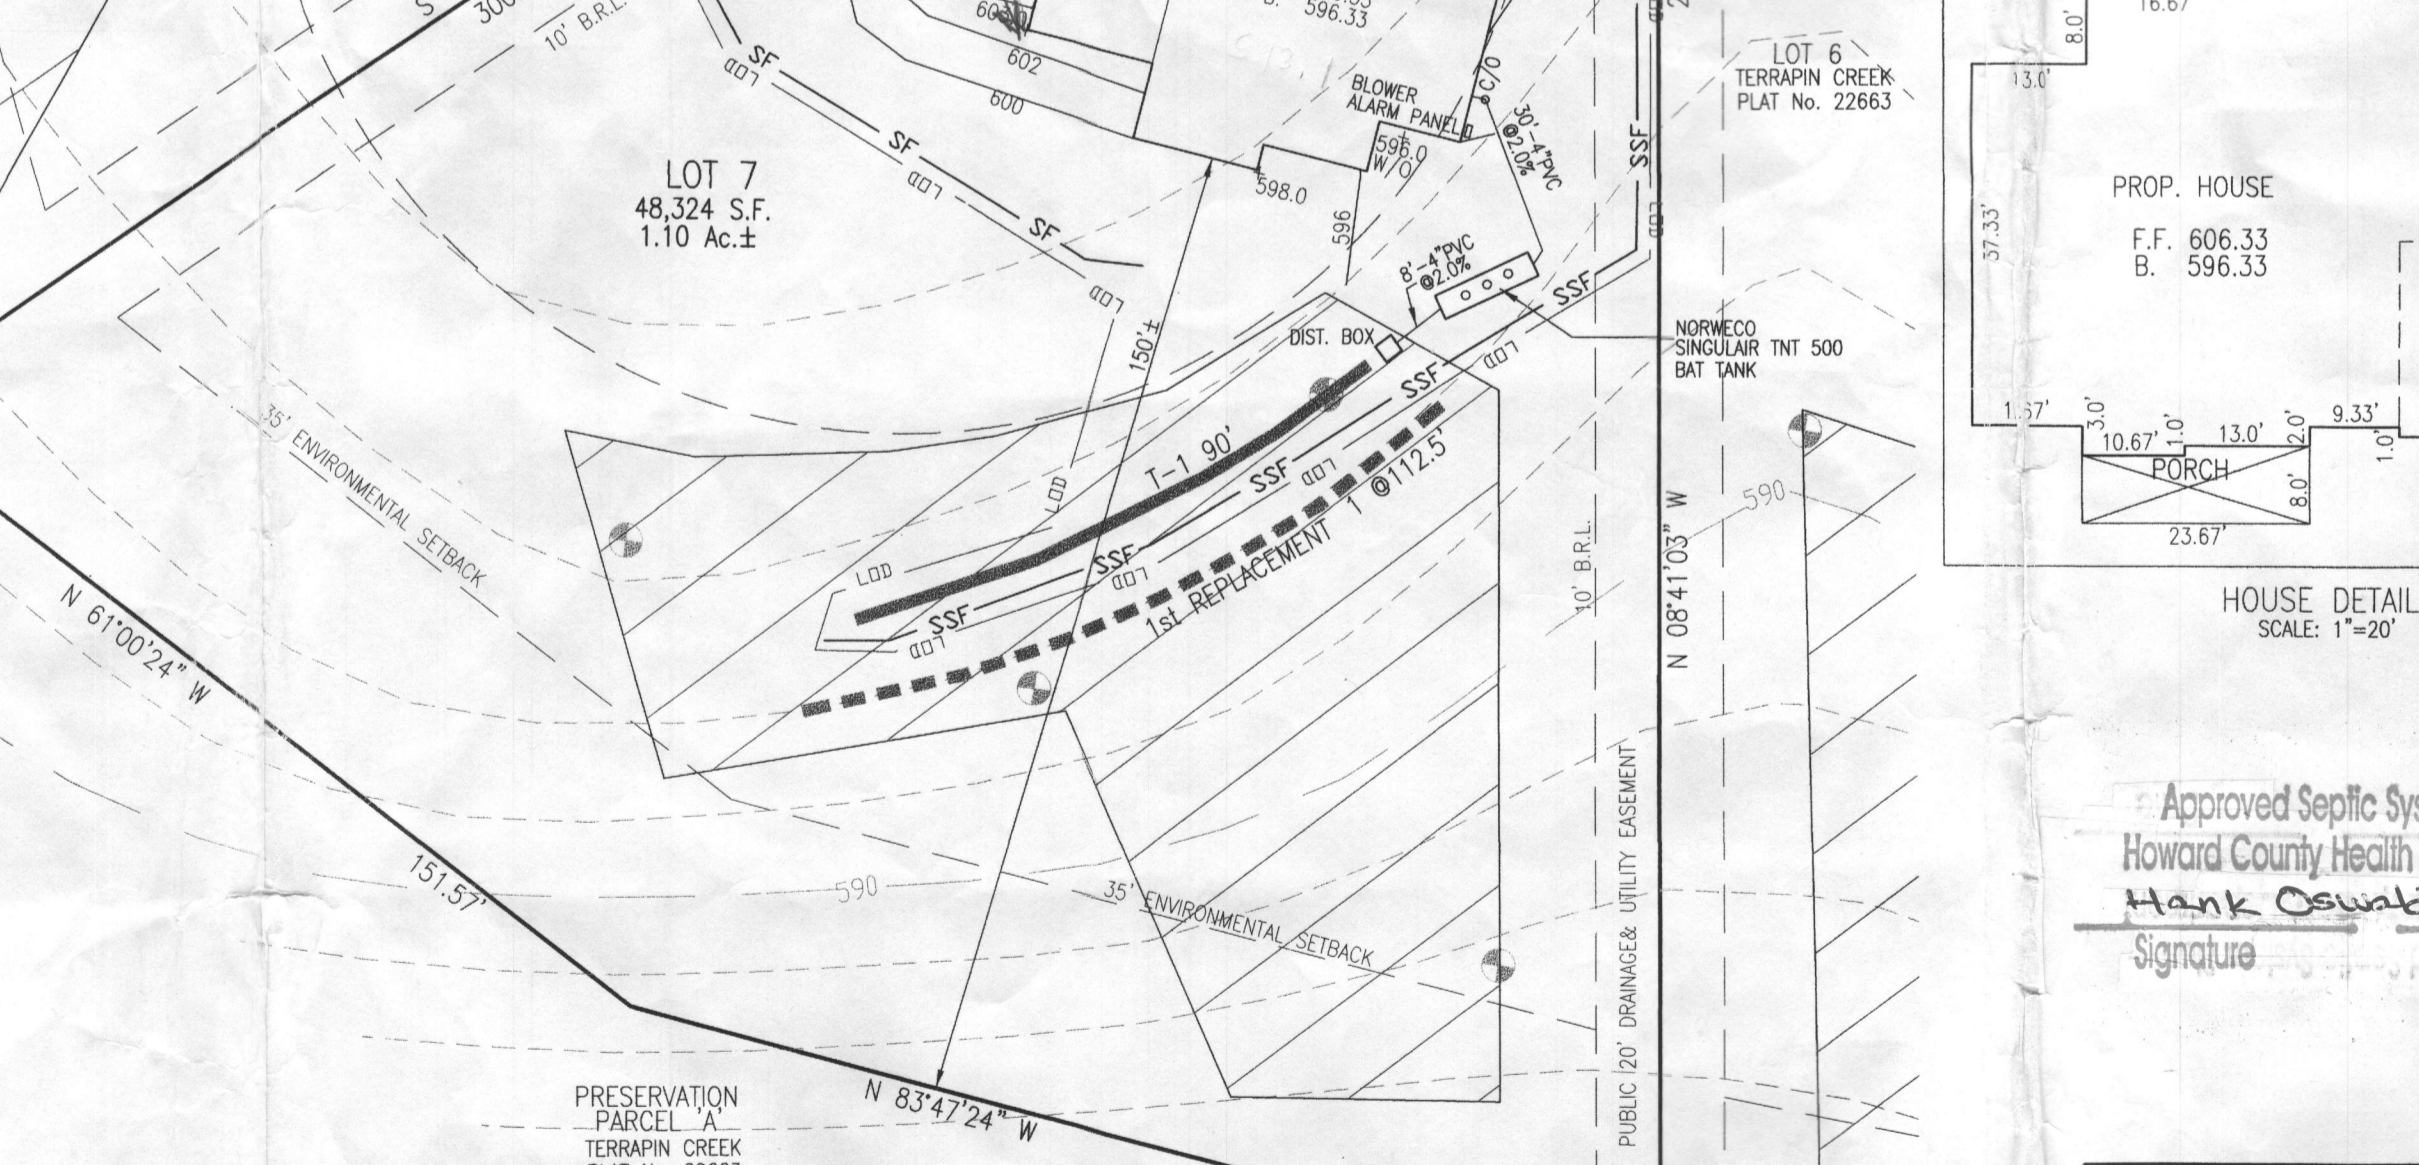 10' B.R.L.
SF
LOD
602
600
596.33
C/O
BLOWER
ALARM PANEL
30'-4"PVC
@2.0%
596.0
W/O
598.0
596
SSF
LOD
LOT 6
TERRAPIN CREEK
PLAT No. 22663
LOT 7
48,324 S.F.
1.10 Ac.±
SF
LOD
SF
LOD
150'±
8'-4"PVC
@2.0%
SSF
LOD
DIST. BOX
NORWECO
SINGULAIR TNT 500
BAT TANK
SSF
LOD
T-1 90'
SSF
LOD
1st REPLACEMENT 1 @112.5'
LOD
LOD
SSF
LOD
SSF
LOD
35' ENVIRONMENTAL SETBACK
N 61°00'24" W
151.57'
590
35' ENVIRONMENTAL SETBACK
N 83°47'24" W
PRESERVATION
PARCEL 'A'
TERRAPIN CREEK
10' B.R.L.
PUBLIC 20' DRAINAGE& UTILITY EASEMENT
N 08°41'03" W
590
16.67'
8.0'
13.0'
37.33'
PROP. HOUSE
F.F. 606.33
B. 596.33
3.0'
10.67'
1.0'
13.0'
2.0'
9.33'
1.0'
PORCH
8.0'
23.67'
HOUSE DETAIL
SCALE: 1"=20'
Approved Septic
Howard County Health
Hank
Signature